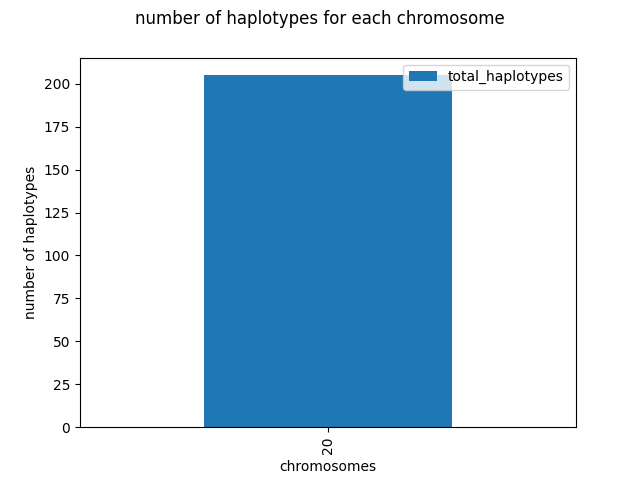 number of haplotypes for each chromosome
total_haplotypes
200
175
150
125
100
75
50
25
0
number of haplotypes
20
chromosomes